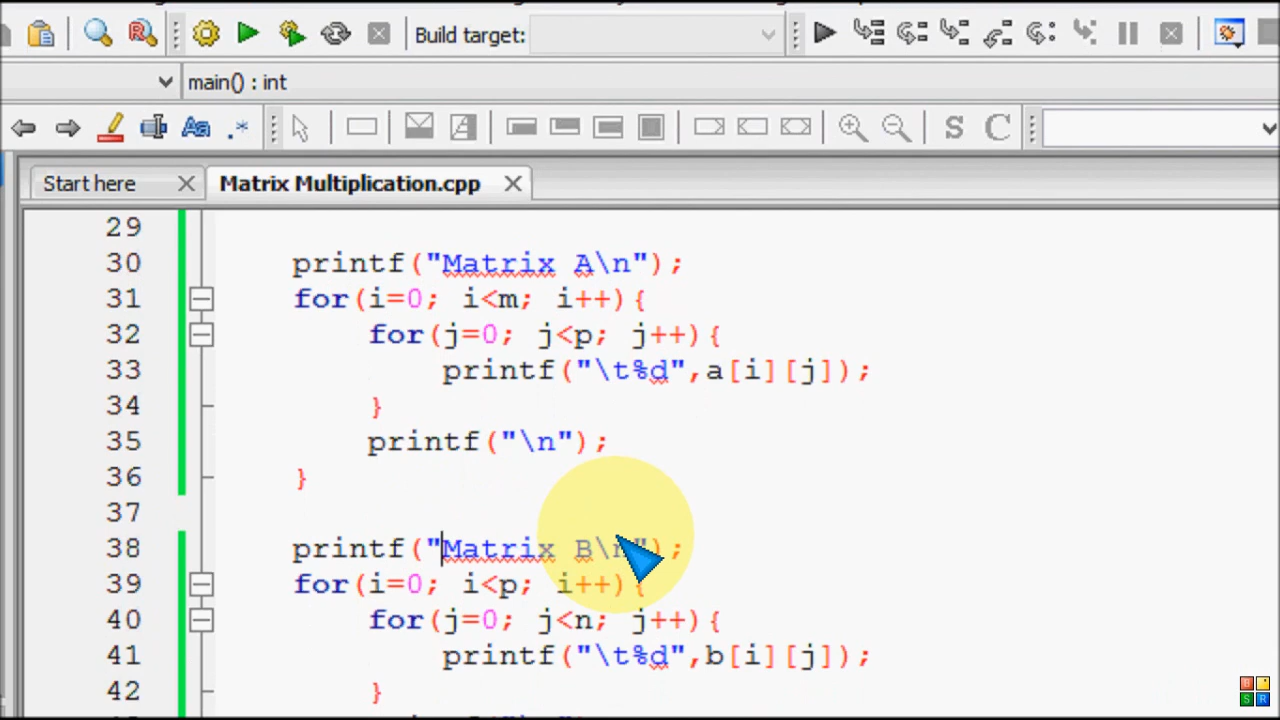 Build target:
main() : int
Start here
Matrix Multiplication.cpp
29
30 printf("Matrix A\n");
31 for(i=0; i<m; i++){
32 for(j=0; j<p; j++){
33 printf("\t%d",a[i][j]);
34 }
35 printf("\n");
36 }
37
38 printf("Matrix B\n");
39 for(i=0; i<p; i++){
40 for(j=0; j<n; j++){
41 printf("\t%d",b[i][j]);
42 }